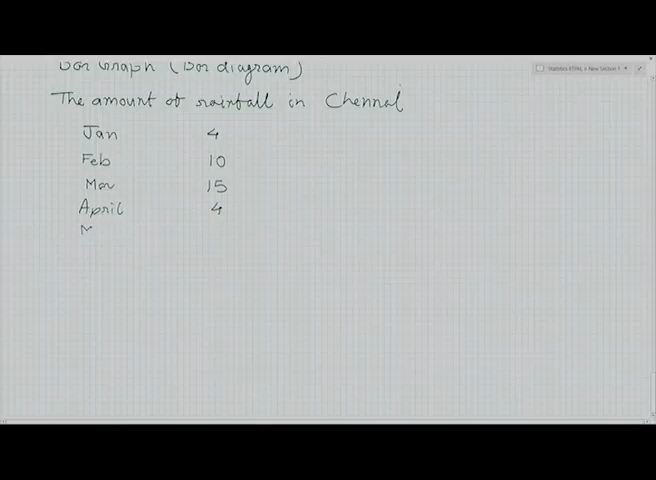 Bar Graph (Bar diagram)
The amount of rainfall in Chennai
Jan 4
Feb 10
Mar 15
April 4
M